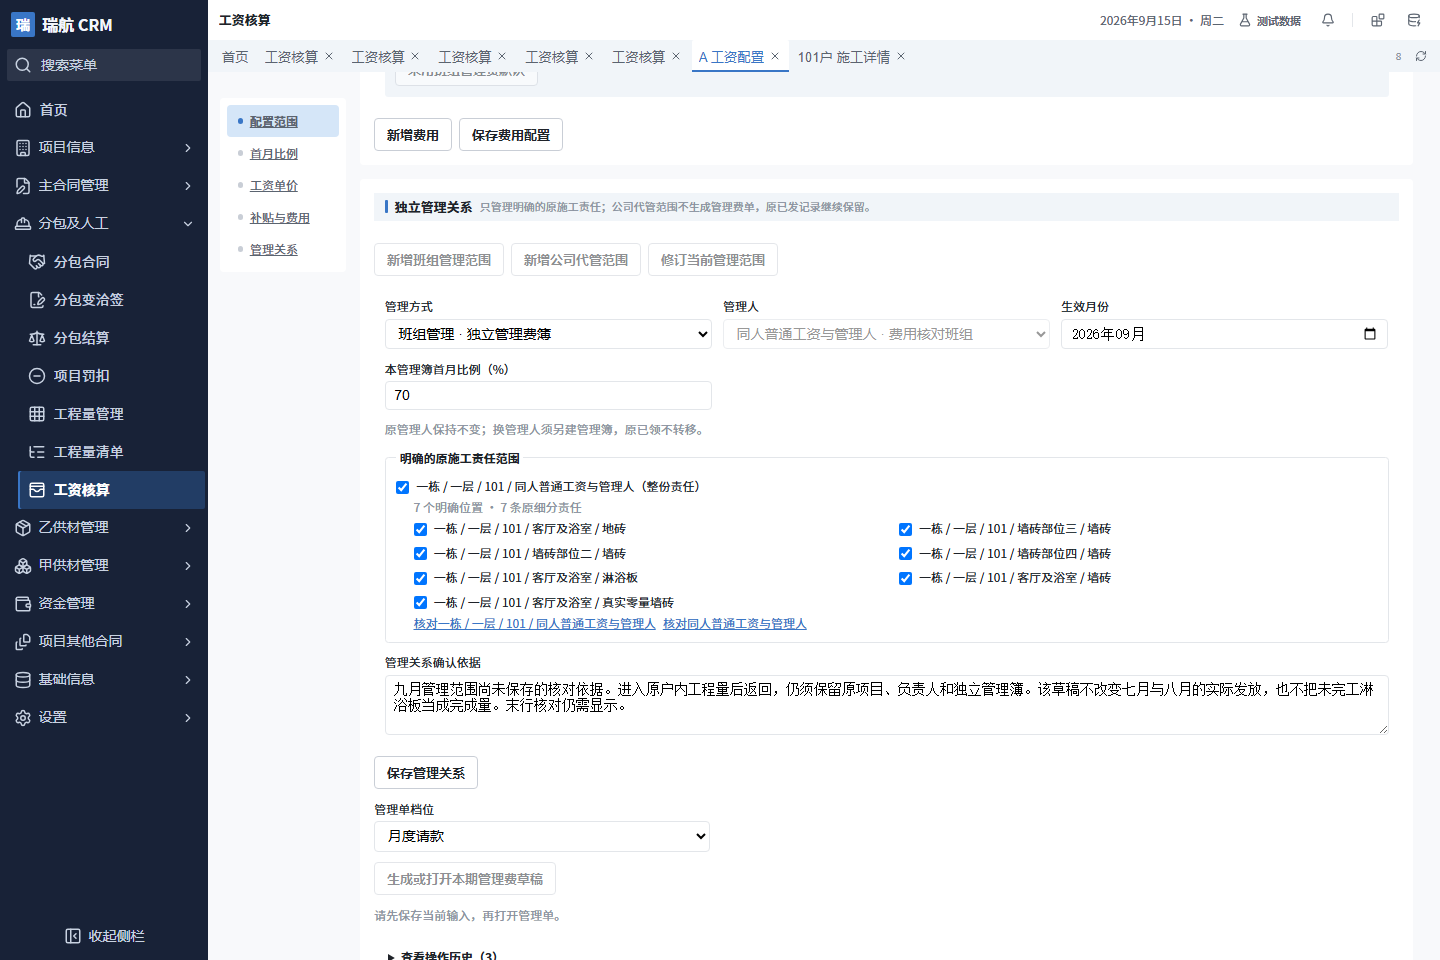 瑞 瑞航 CRM
搜索菜单
首页
项目信息
主合同管理
分包及人工
分包合同
分包变洽签
分包结算
项目罚扣
工程量管理
工程量清单
工资核算
乙供材管理
甲供材管理
资金管理
项目其他合同
基础信息
设置
收起侧栏
工资核算
2026年9月15日 • 周二 测试数据
首页 工资核算 × 工资核算 × 工资核算 × 工资核算 × 工资核算 × A 工资配置 × 101户 施工详情 × 8
配置范围
首月比例
工资单价
补贴与费用
管理关系
新增费用 保存费用配置
独立管理关系 只管理明确的原施工责任；公司代管范围不生成管理费单，原已发记录继续保留。
新增班组管理范围 新增公司代管范围 修订当前管理范围
管理方式 管理人 生效月份
班组管理 · 独立管理费簿 同人普通工资与管理人 · 费用核对班组 2026年09月
本管理簿首月比例（%）
70
原管理人保持不变；换管理人须另建管理簿，原已领不转移。
明确的原施工责任范围
一栋 / 一层 / 101 / 同人普通工资与管理人（整份责任）
7 个明确位置 • 7 条原细分责任
一栋 / 一层 / 101 / 客厅及浴室 / 地砖 一栋 / 一层 / 101 / 墙砖部位三 / 墙砖
一栋 / 一层 / 101 / 墙砖部位二 / 墙砖 一栋 / 一层 / 101 / 墙砖部位四 / 墙砖
一栋 / 一层 / 101 / 客厅及浴室 / 淋浴板 一栋 / 一层 / 101 / 客厅及浴室 / 墙砖
一栋 / 一层 / 101 / 客厅及浴室 / 真实零量墙砖
核对一栋 / 一层 / 101 / 同人普通工资与管理人 核对同人普通工资与管理人
管理关系确认依据
九月管理范围尚未保存的核对依据。进入原户内工程量后返回，仍须保留原项目、负责人和独立管理簿。该草稿不改变七月与八月的实际发放，也不把未完工淋
浴板当成完成量。末行核对仍需显示。
保存管理关系
管理单档位
月度请款
生成或打开本期管理费草稿
请先保存当前输入，再打开管理单。
查看操作历史（3）